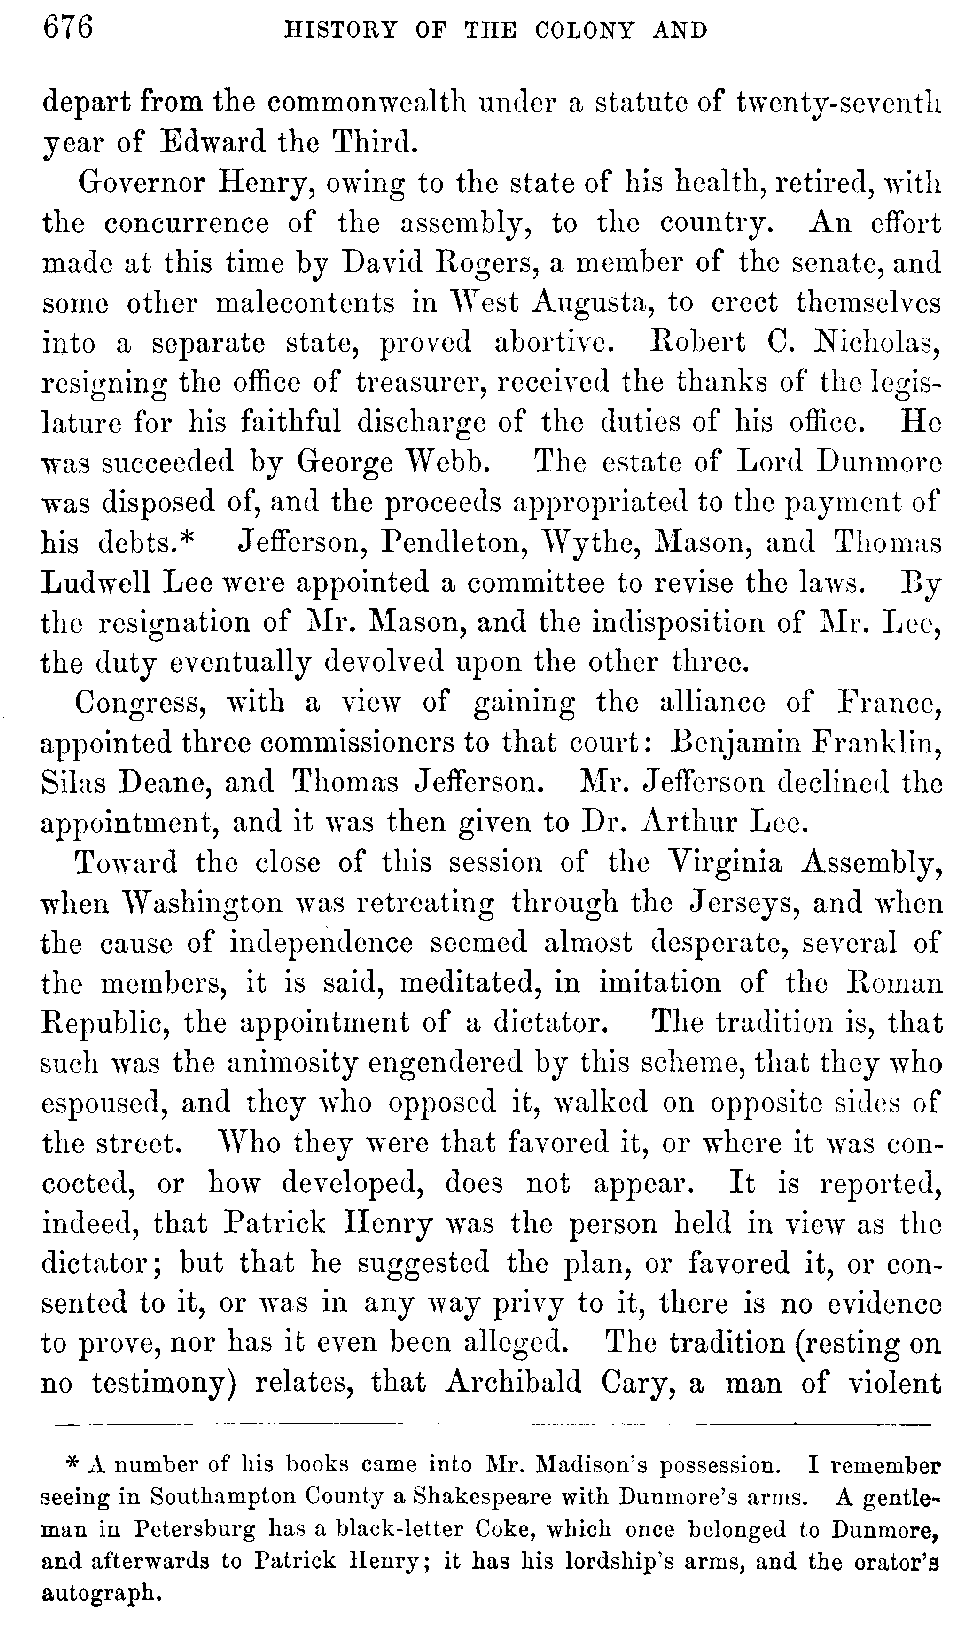 676 HISTORY OF THE COLONY AND
depart from the commonwealth under a statute of twenty-seventh
year of Edward the Third.
Governor Henry, owing to the state of his health, retired, with
the concurrence of the assembly, to the country. An effort
made at this time by David Rogers, a member of the senate, and
some other malecontents in West Augusta, to erect themselves
into a separate state, proved abortive. Robert C. Nicholas,
resigning the office of treasurer, received the thanks of the legis-
lature for his faithful discharge of the duties of his office. He
was succeeded by George Webb. The estate of Lord Dunmore
was disposed of, and the proceeds appropriated to the payment of
his debts.* Jefferson, Pendleton, Wythe, Mason, and Thomas
Ludwell Lee were appointed a committee to revise the laws. By
the resignation of Mr. Mason, and the indisposition of Mr. Lee,
the duty eventually devolved upon the other three.
Congress, with a view of gaining the alliance of France,
appointed three commissioners to that court: Benjamin Franklin,
Silas Deane, and Thomas Jefferson. Mr. Jefferson declined the
appointment, and it was then given to Dr. Arthur Lee.
Toward the close of this session of the Virginia Assembly,
when Washington was retreating through the Jerseys, and when
the cause of independence seemed almost desperate, several of
the members, it is said, meditated, in imitation of the Roman
Republic, the appointment of a dictator. The tradition is, that
such was the animosity engendered by this scheme, that they who
espoused, and they who opposed it, walked on opposite sides of
the street. Who they were that favored it, or where it was con-
cocted, or how developed, does not appear. It is reported,
indeed, that Patrick Henry was the person held in view as the
dictator; but that he suggested the plan, or favored it, or con-
sented to it, or was in any way privy to it, there is no evidence
to prove, nor has it even been alleged. The tradition (resting on
no testimony) relates, that Archibald Cary, a man of violent
* A number of his books came into Mr. Madison's possession. I remember
seeing in Southampton County a Shakespeare with Dunmore's arms. A gentle-
man in Petersburg has a black-letter Coke, which once belonged to Dunmore,
and afterwards to Patrick Henry; it has his lordship's arms, and the orator's
autograph.